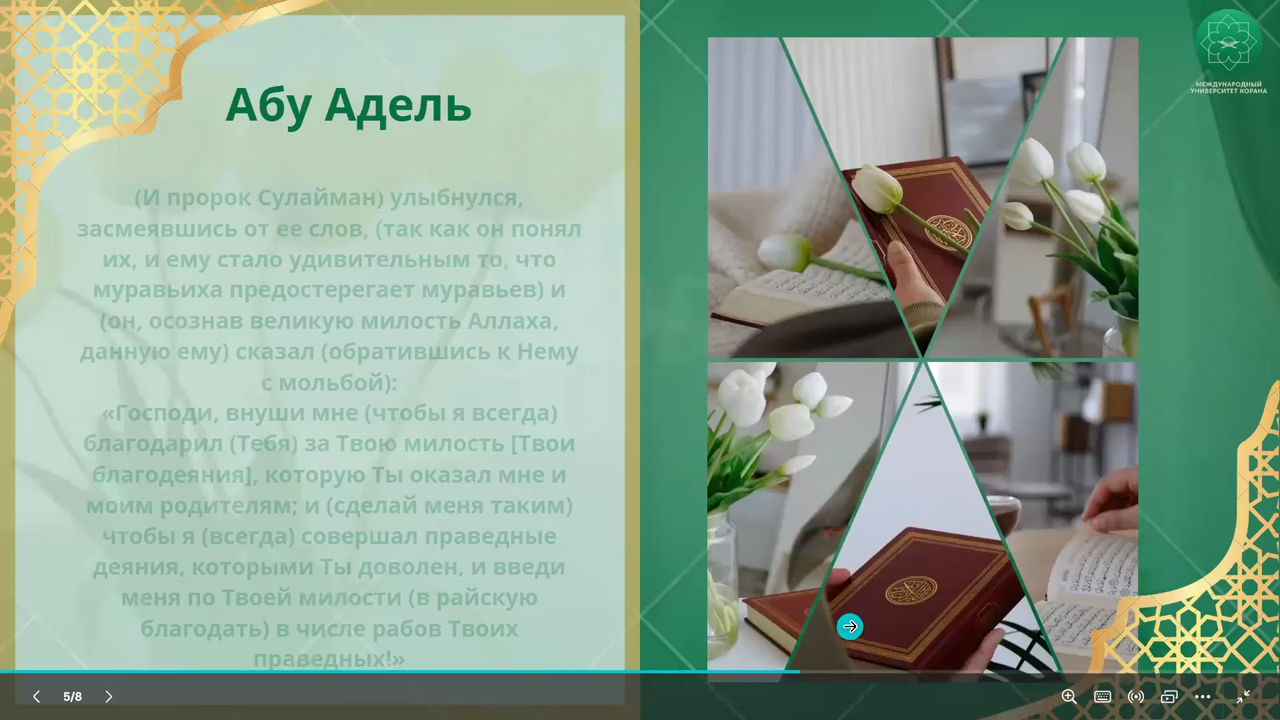 Абу Адель
(И пророк Сулайман) улыбнулся,
засмеявшись от ее слов, (так как он понял
их, и ему стало удивительным то, что
муравьиха предостерегает муравьев) и
(он, осознав великую милость Аллаха,
данную ему) сказал (обратившись к Нему
с мольбой):
«Господи, внуши мне (чтобы я всегда)
благодарил (Тебя) за Твою милость [Твои
благодеяния], которую Ты оказал мне и
моим родителям; и (сделай меня таким)
чтобы я (всегда) совершал праведные
деяния, которыми Ты доволен, и введи
меня по Твоей милости (в райскую
благодать) в числе рабов Твоих
праведных!»
МЕЖДУНАРОДНЫЙ
УНИВЕРСИТЕТ КОРАНА
5/8